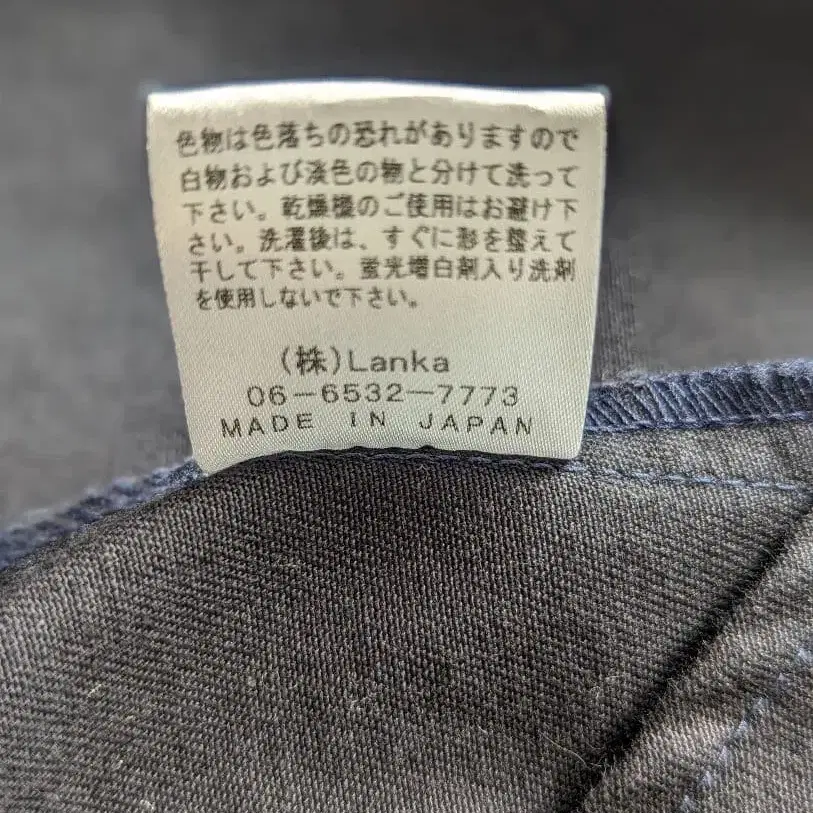 色物は色落ちの恐れがありますので
白物および淡色の物と分けて洗って
下さい。乾燥機のご使用はお避け下
さい。洗濯後は、すぐに形を整えて
干して下さい。蛍光増白剤入り洗剤
を使用しないで下さい。
(株)Lanka
06-6532-7773
MADE IN JAPAN